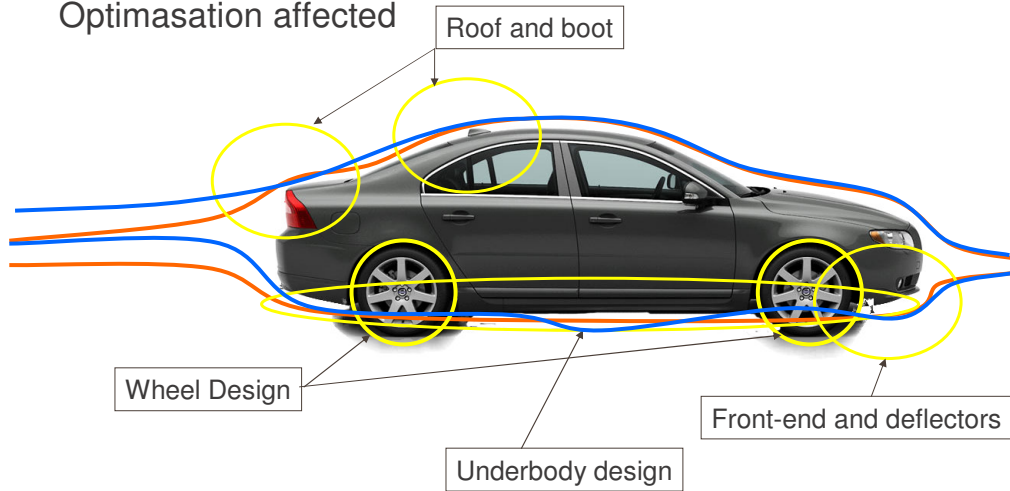 Optimasation affected
Roof and boot
Wheel Design
Front-end and deflectors
Underbody design